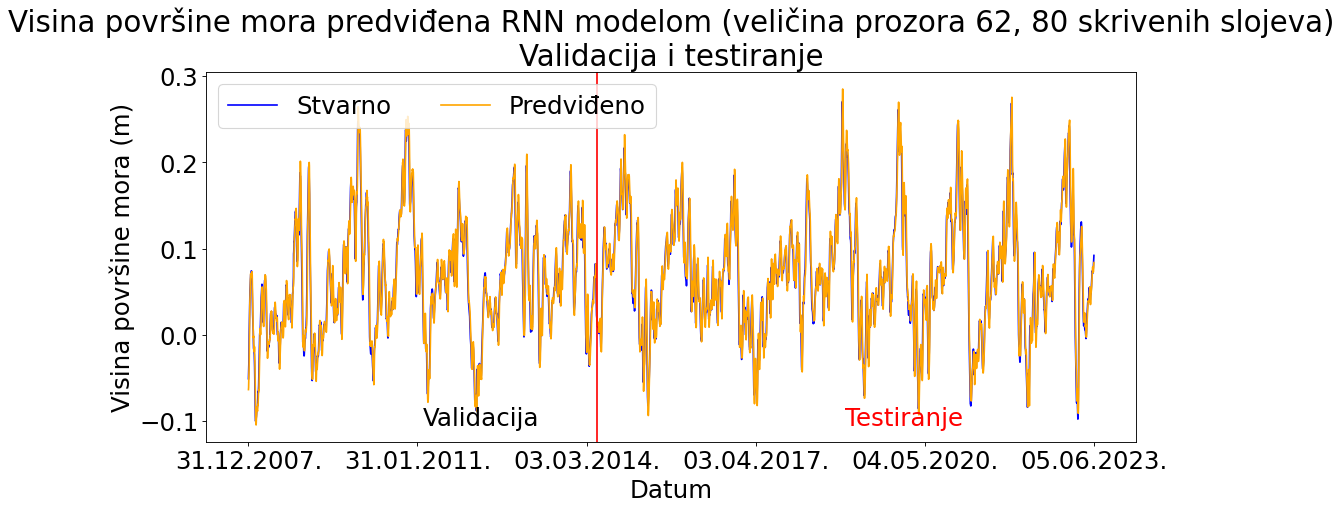 Visina površine mora predviđena RNN modelom (veličina prozora 62, 80 skrivenih slojeva)
Validacija i testiranje
Stvarno
Predviđeno
Visina površine mora (m)
0.3
0.2
0.1
0.0
−0.1
Validacija
Testiranje
31.12.2007.
31.01.2011.
03.03.2014.
03.04.2017.
04.05.2020.
05.06.2023.
Datum